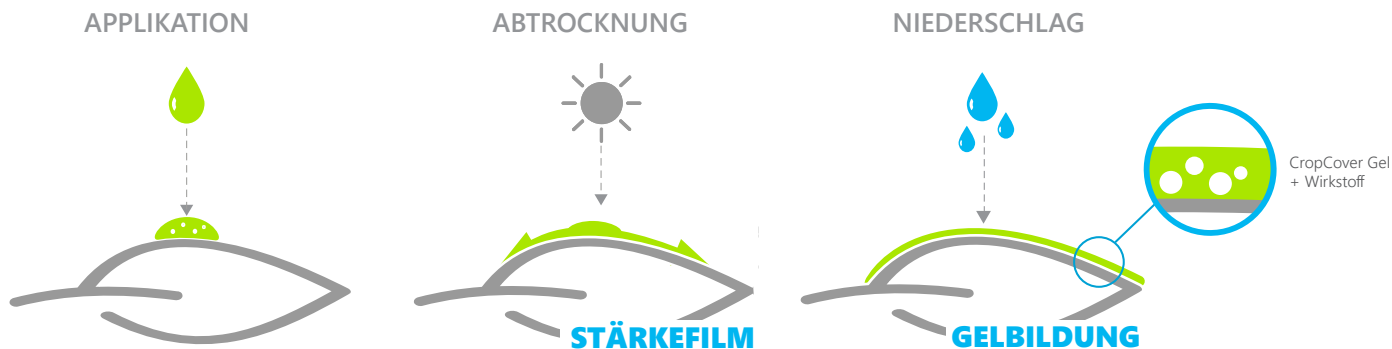 APPLIKATION
ABTROCKNUNG
NIEDERSCHLAG
CropCover Gel
+ Wirkstoff
STÄRKEFILM
GELBILDUNG